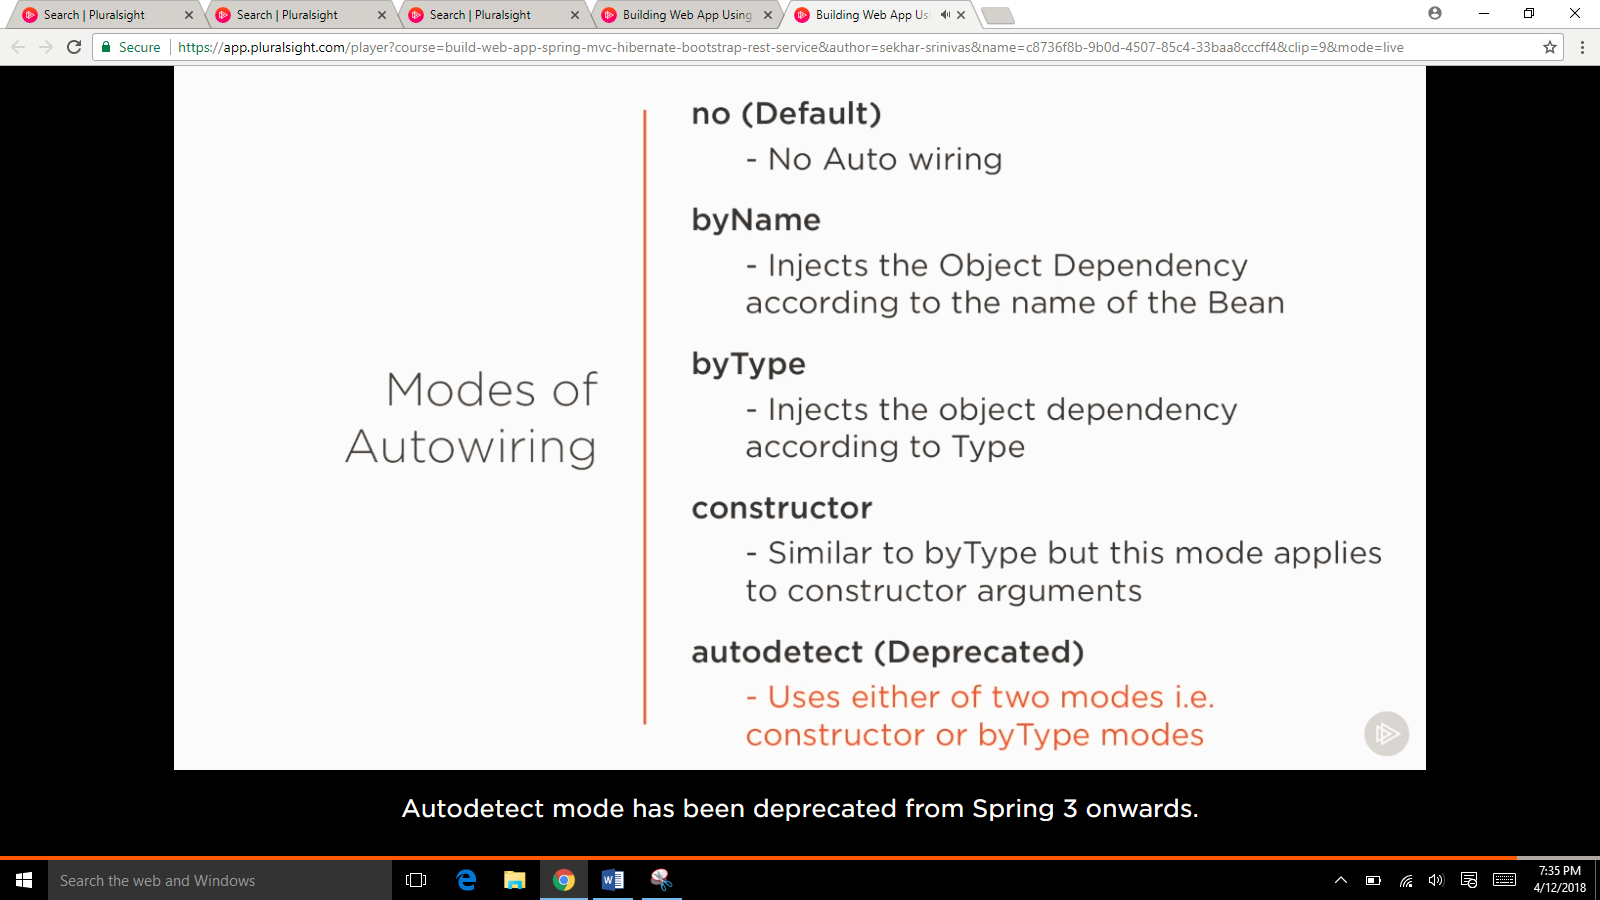 Search | Pluralsight
Search | Pluralsight
Search | Pluralsight
Building Web App Using
Building Web App Us
Secure
https://app.pluralsight.com/player?course=build-web-app-spring-mvc-hibernate-bootstrap-rest-service&author=sekhar-srinivas&name=c8736f8b-9b0d-4507-85c4-33baa8cccff4&clip=9&mode=live
Modes of
Autowiring
no (Default)
- No Auto wiring
byName
- Injects the Object Dependency
according to the name of the Bean
byType
- Injects the object dependency
according to Type
constructor
- Similar to byType but this mode applies
to constructor arguments
autodetect (Deprecated)
- Uses either of two modes i.e.
constructor or byType modes
Autodetect mode has been deprecated from Spring 3 onwards.
Search the web and Windows
7:35 PM
4/12/2018